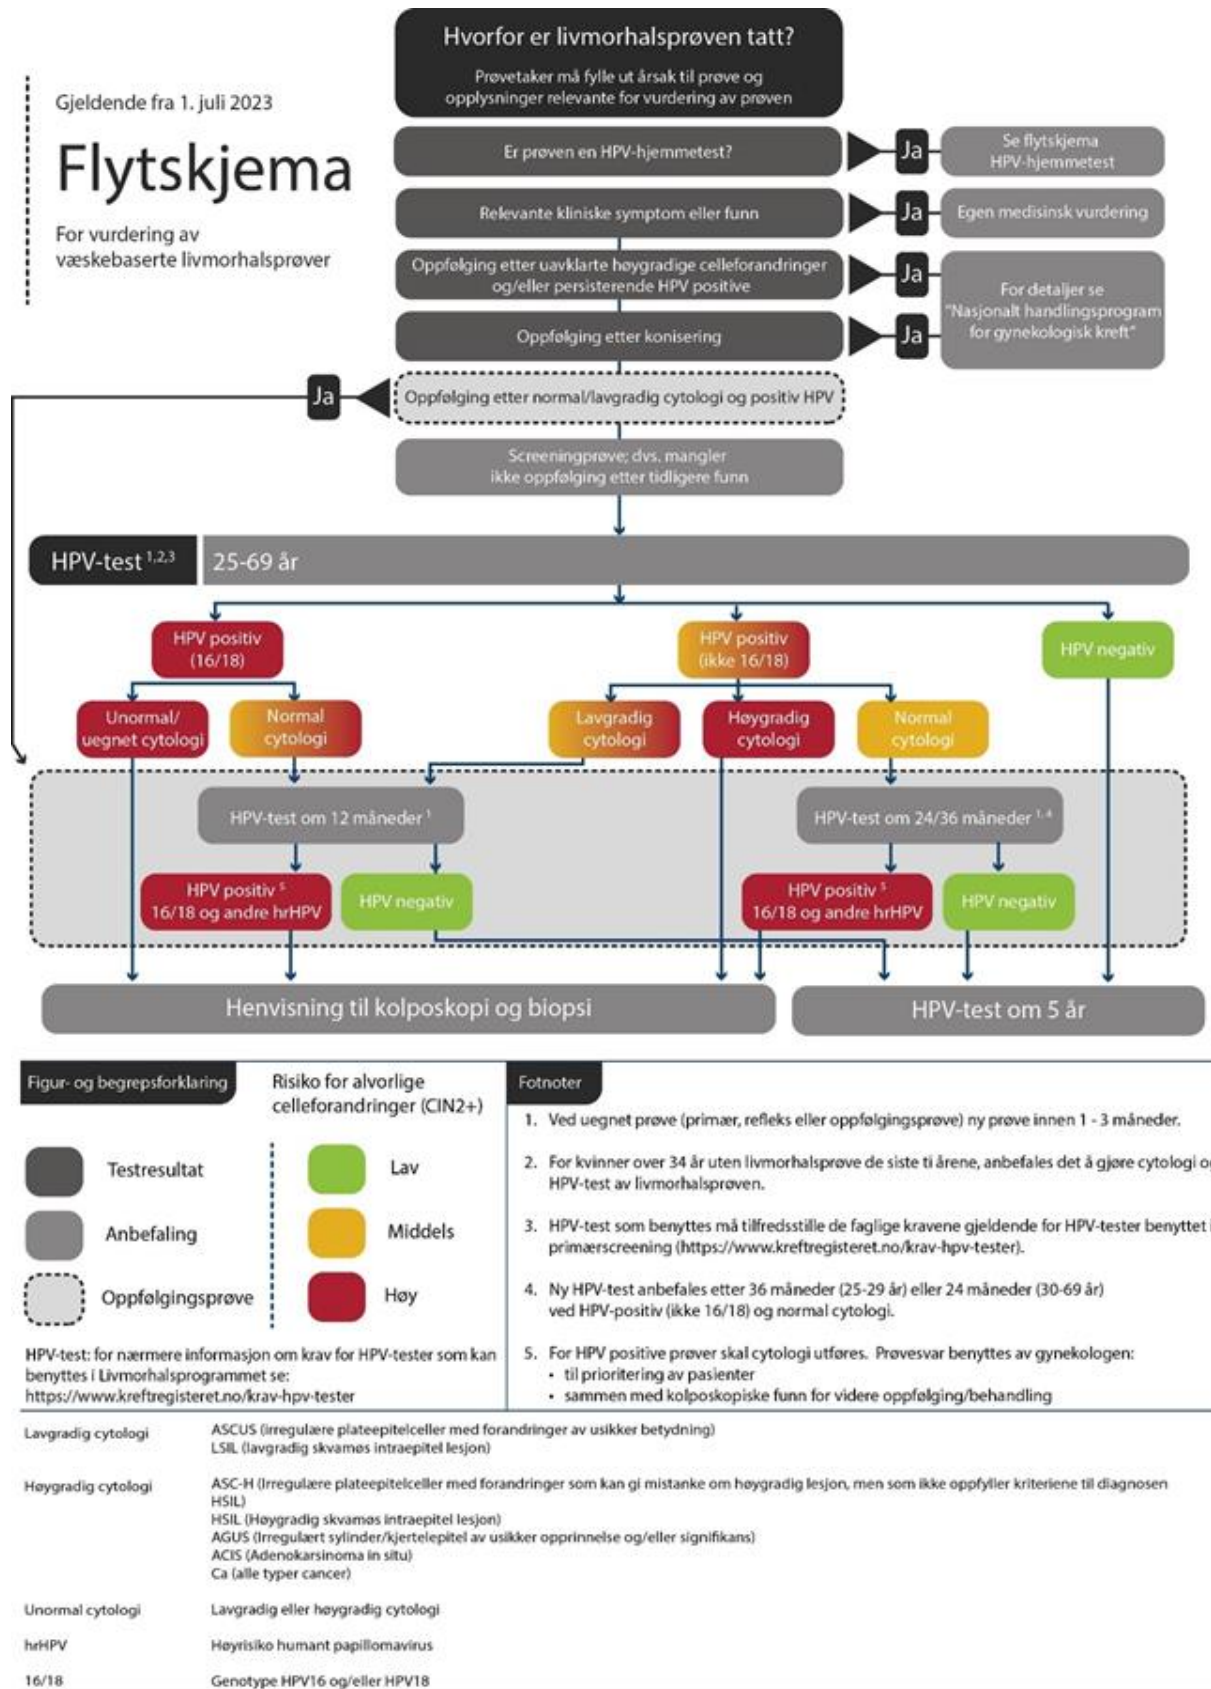 Hvorfor er livmorhalsprøven tatt?
Prøvetaker må fylle ut årsak til prøve og
opplysninger relevante for vurdering av prøven
Gjeldende fra 1. juli 2023
Flytskjema
For vurdering av
væskebaserte livmorhalsprøver
Er prøven en HPV-hjemmetest?
Ja
Se flytskjema
HPV-hjemmetest
Relevante kliniske symptom eller funn
Ja
Egen medisinsk vurdering
Oppfølging etter uavklarte høygradige celleforandringer
og/eller persisterende HPV positive
Ja
For detaljer se
"Nasjonalt handlingsprogram
for gynekologisk kreft"
Oppfølging etter konisering
Ja
Ja
Oppfølging etter normal/lavgradig cytologi og positiv HPV
Screeningprøve; dvs. mangler
ikke oppfølging etter tidligere funn
HPV-test 1,2,3
25-69 år
HPV positiv
(16/18)
HPV positiv
(ikke 16/18)
HPV negativ
Unormal/
uegnet cytologi
Normal
cytologi
Lavgradig
cytologi
Høygradig
cytologi
Normal
cytologi
HPV-test om 12 måneder 1
HPV-test om 24/36 måneder 1,4
HPV positiv 5
16/18 og andre hrHPV
HPV negativ
HPV positiv 5
16/18 og andre hrHPV
HPV negativ
Henvisning til kolposkopi og biopsi
HPV-test om 5 år
Figur- og begrepsforklaring
Testresultat
Anbefaling
Oppfølgingsprøve
Risiko for alvorlige
celleforandringer (CIN2+)
Lav
Middels
Høy
HPV-test: for nærmere informasjon om krav for HPV-tester som kan
benyttes i Livmorhalsprogrammet se:
https://www.kreftregisteret.no/krav-hpv-tester
Fotnoter
1. Ved uegnet prøve (primær, refleks eller oppfølgingsprøve) ny prøve innen 1 - 3 måneder.
2. For kvinner over 34 år uten livmorhalsprøve de siste ti årene, anbefales det å gjøre cytologi og
HPV-test av livmorhalsprøven.
3. HPV-test som benyttes må tilfredsstille de faglige kravene gjeldende for HPV-tester benyttet i
primærscreening (https://www.kreftregisteret.no/krav-hpv-tester).
4. Ny HPV-test anbefales etter 36 måneder (25-29 år) eller 24 måneder (30-69 år)
ved HPV-positiv (ikke 16/18) og normal cytologi.
5. For HPV positive prøver skal cytologi utføres. Prøvesvar benyttes av gynekologen:
• til prioritering av pasienter
• sammen med kolposkopiske funn for videre oppfølging/behandling
Lavgradig cytologi
ASCUS (irregulære plateepitelceller med forandringer av usikker betydning)
LSIL (lavgradig skvamøs intraepitel lesjon)
Høygradig cytologi
ASC-H (Irregulære plateepitelceller med forandringer som kan gi mistanke om høygradig lesjon, men som ikke oppfyller kriteriene til diagnosen
HSIL)
HSIL (Høygradig skvamøs intraepitel lesjon)
AGUS (Irregulært sylinder/kjertelepitel av usikker opprinnelse og/eller signifikans)
ACIS (Adenokarsinoma in situ)
Ca (alle typer cancer)
Unormal cytologi
Lavgradig eller høygradig cytologi
hrHPV
Høyrisiko humant papillomavirus
16/18
Genotype HPV16 og/eller HPV18